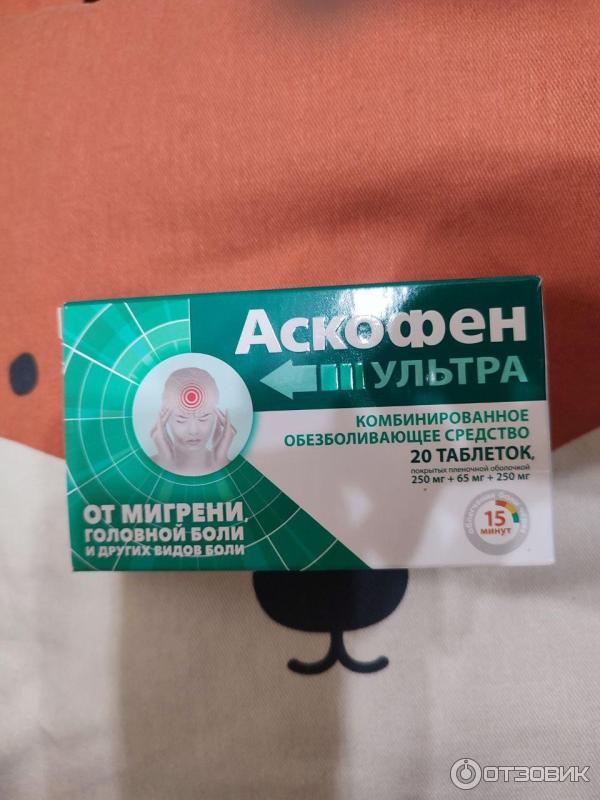 Аскофен
УЛЬТРА
КОМБИНИРОВАННОЕ
ОБЕЗБОЛИВАЮЩЕЕ СРЕДСТВО
20 ТАБЛЕТОК,
покрытых пленочной оболочкой
250 мг + 65 мг + 250 мг
ОТ МИГРЕНИ,
ГОЛОВНОЙ БОЛИ
И ДРУГИХ ВИДОВ БОЛИ
15
МИНУТ
ОТЗОВИК